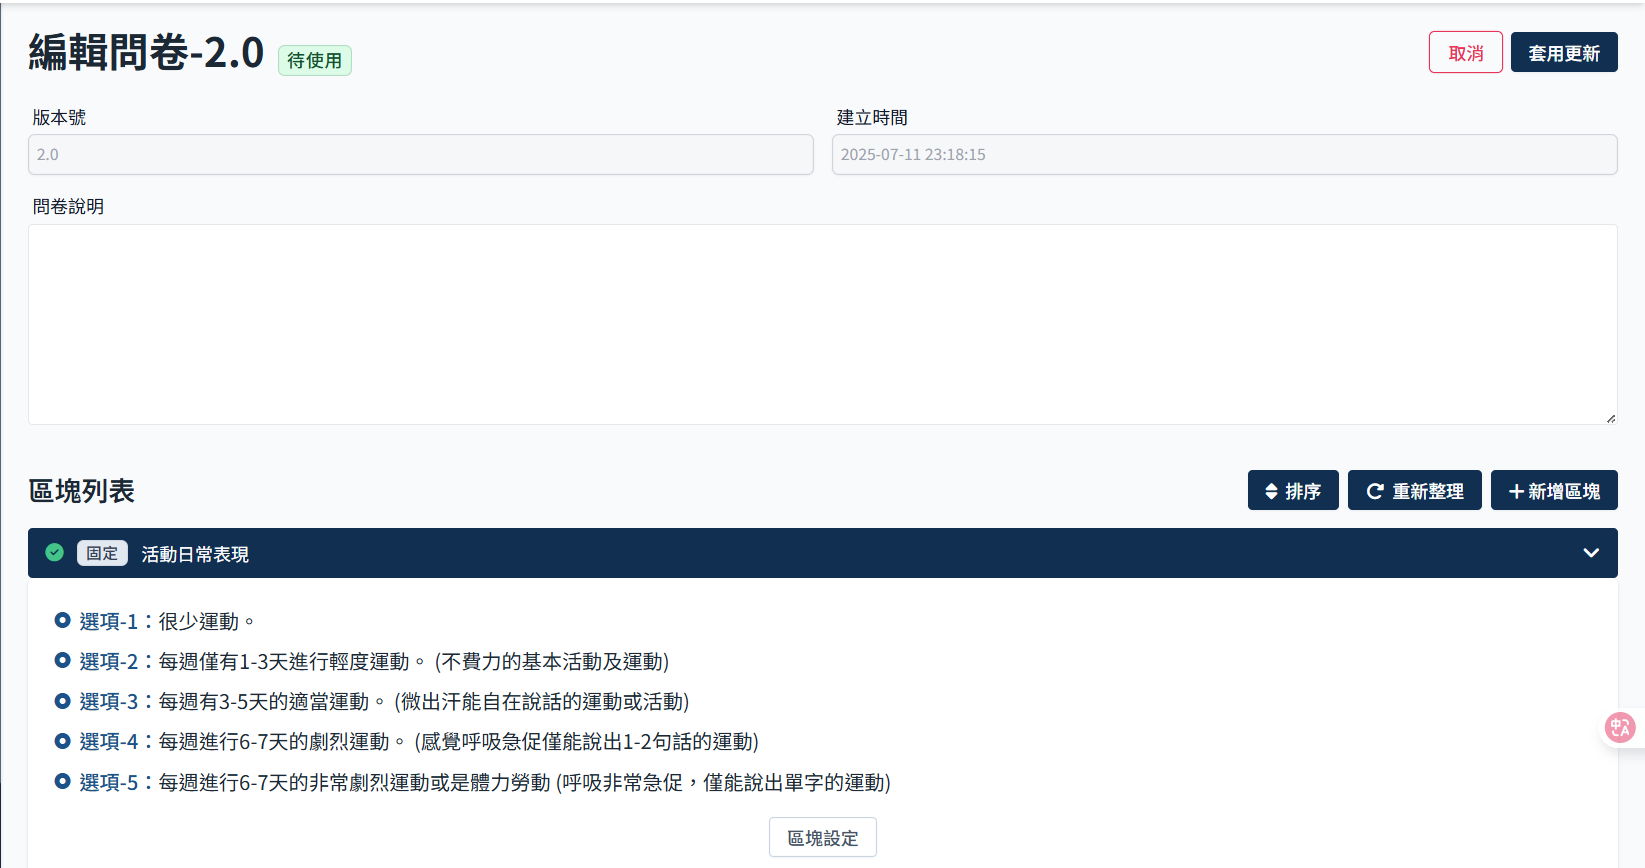 編輯問卷-2.0 待使用
取消 套用更新
版本號 建立時間
2.0 2025-07-11 23:18:15
問卷說明
區塊列表 排序 重新整理 新增區塊
固定 活動日常表現
選項-1：很少運動。
選項-2：每週僅有1-3天進行輕度運動。 (不費力的基本活動及運動)
選項-3：每週有3-5天的適當運動。 (微出汗能自在說話的運動或活動)
選項-4：每週進行6-7天的劇烈運動。 (感覺呼吸急促僅能說出1-2句話的運動)
選項-5：每週進行6-7天的非常劇烈運動或是體力勞動 (呼吸非常急促，僅能說出單字的運動)
區塊設定
中A